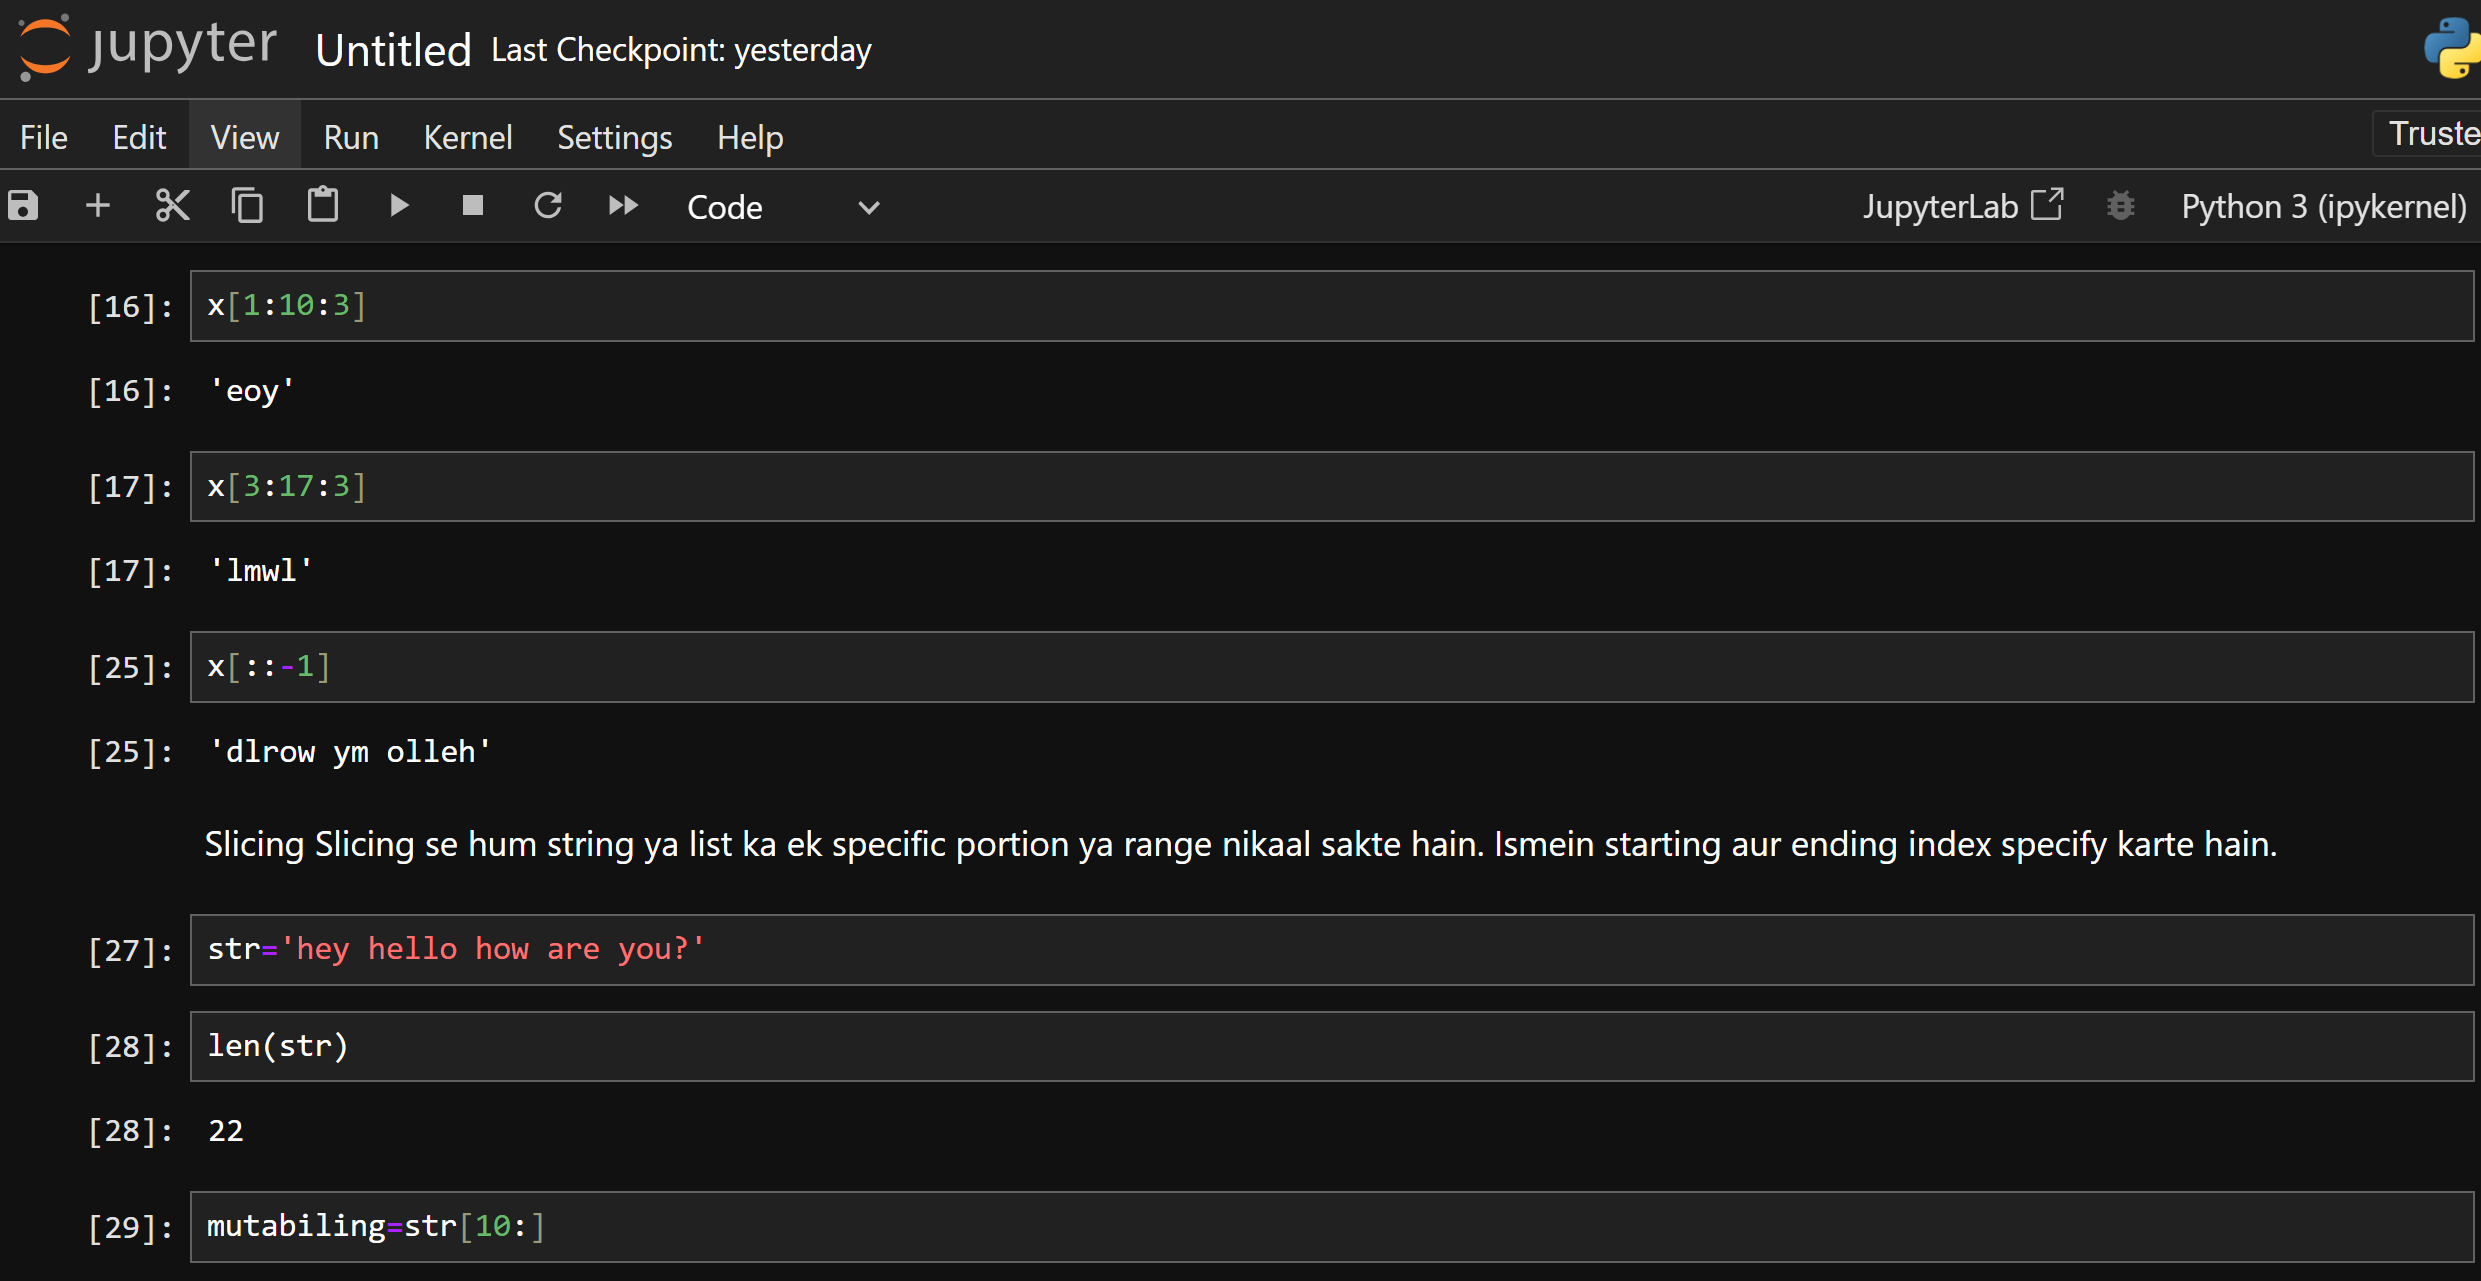 jupyter Untitled Last Checkpoint: yesterday
File Edit View Run Kernel Settings Help Truste
Code JupyterLab Python 3 (ipykernel)
[16]: x[1:10:3]
[16]: 'eoy'
[17]: x[3:17:3]
[17]: 'lmwl'
[25]: x[::-1]
[25]: 'dlrow ym olleh'
Slicing Slicing se hum string ya list ka ek specific portion ya range nikaal sakte hain. Ismein starting aur ending index specify karte hain.
[27]: str='hey hello how are you?'
[28]: len(str)
[28]: 22
[29]: mutabiling=str[10:]